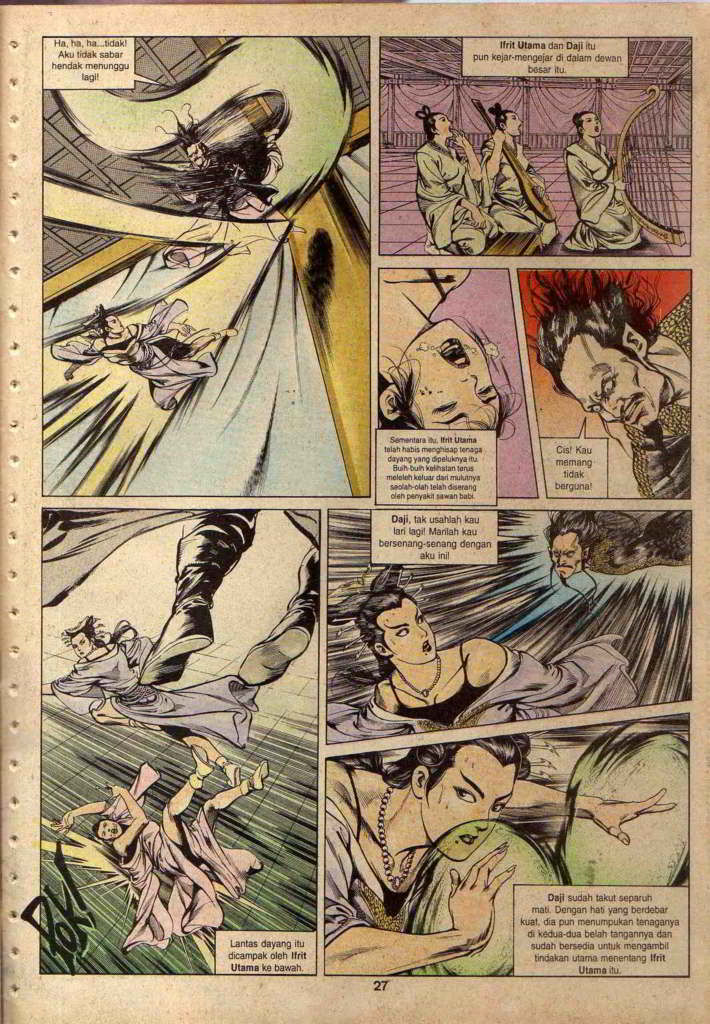 Ha, ha, ha...tidak!
Aku tidak sabar
hendak menunggu
lagi!
Ifrit Utama dan Daji itu
pun kejar-mengejar di dalam dewan
besar itu.
Sementara itu, Ifrit Utama
telah habis menghisap tenaga
dayang yang dipeluknya itu.
Buih-buih kelihatan terus
meleleh keluar dari mulutnya
seolah-olah telah diserang
oleh penyakit sawan babi.
Cis! Kau
memang
tidak
berguna!
Lantas dayang itu
dicampak oleh Ifrit
Utama ke bawah.
POK!
Daji, tak usahlah kau
lari lagi! Marilah kau
bersenang-senang dengan
aku ini!
Daji sudah takut separuh
mati. Dengan hati yang berdebar
kuat, dia pun menumpukan tenaganya
di kedua-dua belah tangannya dan
sudah bersedia untuk mengambil
tindakan utama menentang Ifrit
Utama itu.
27